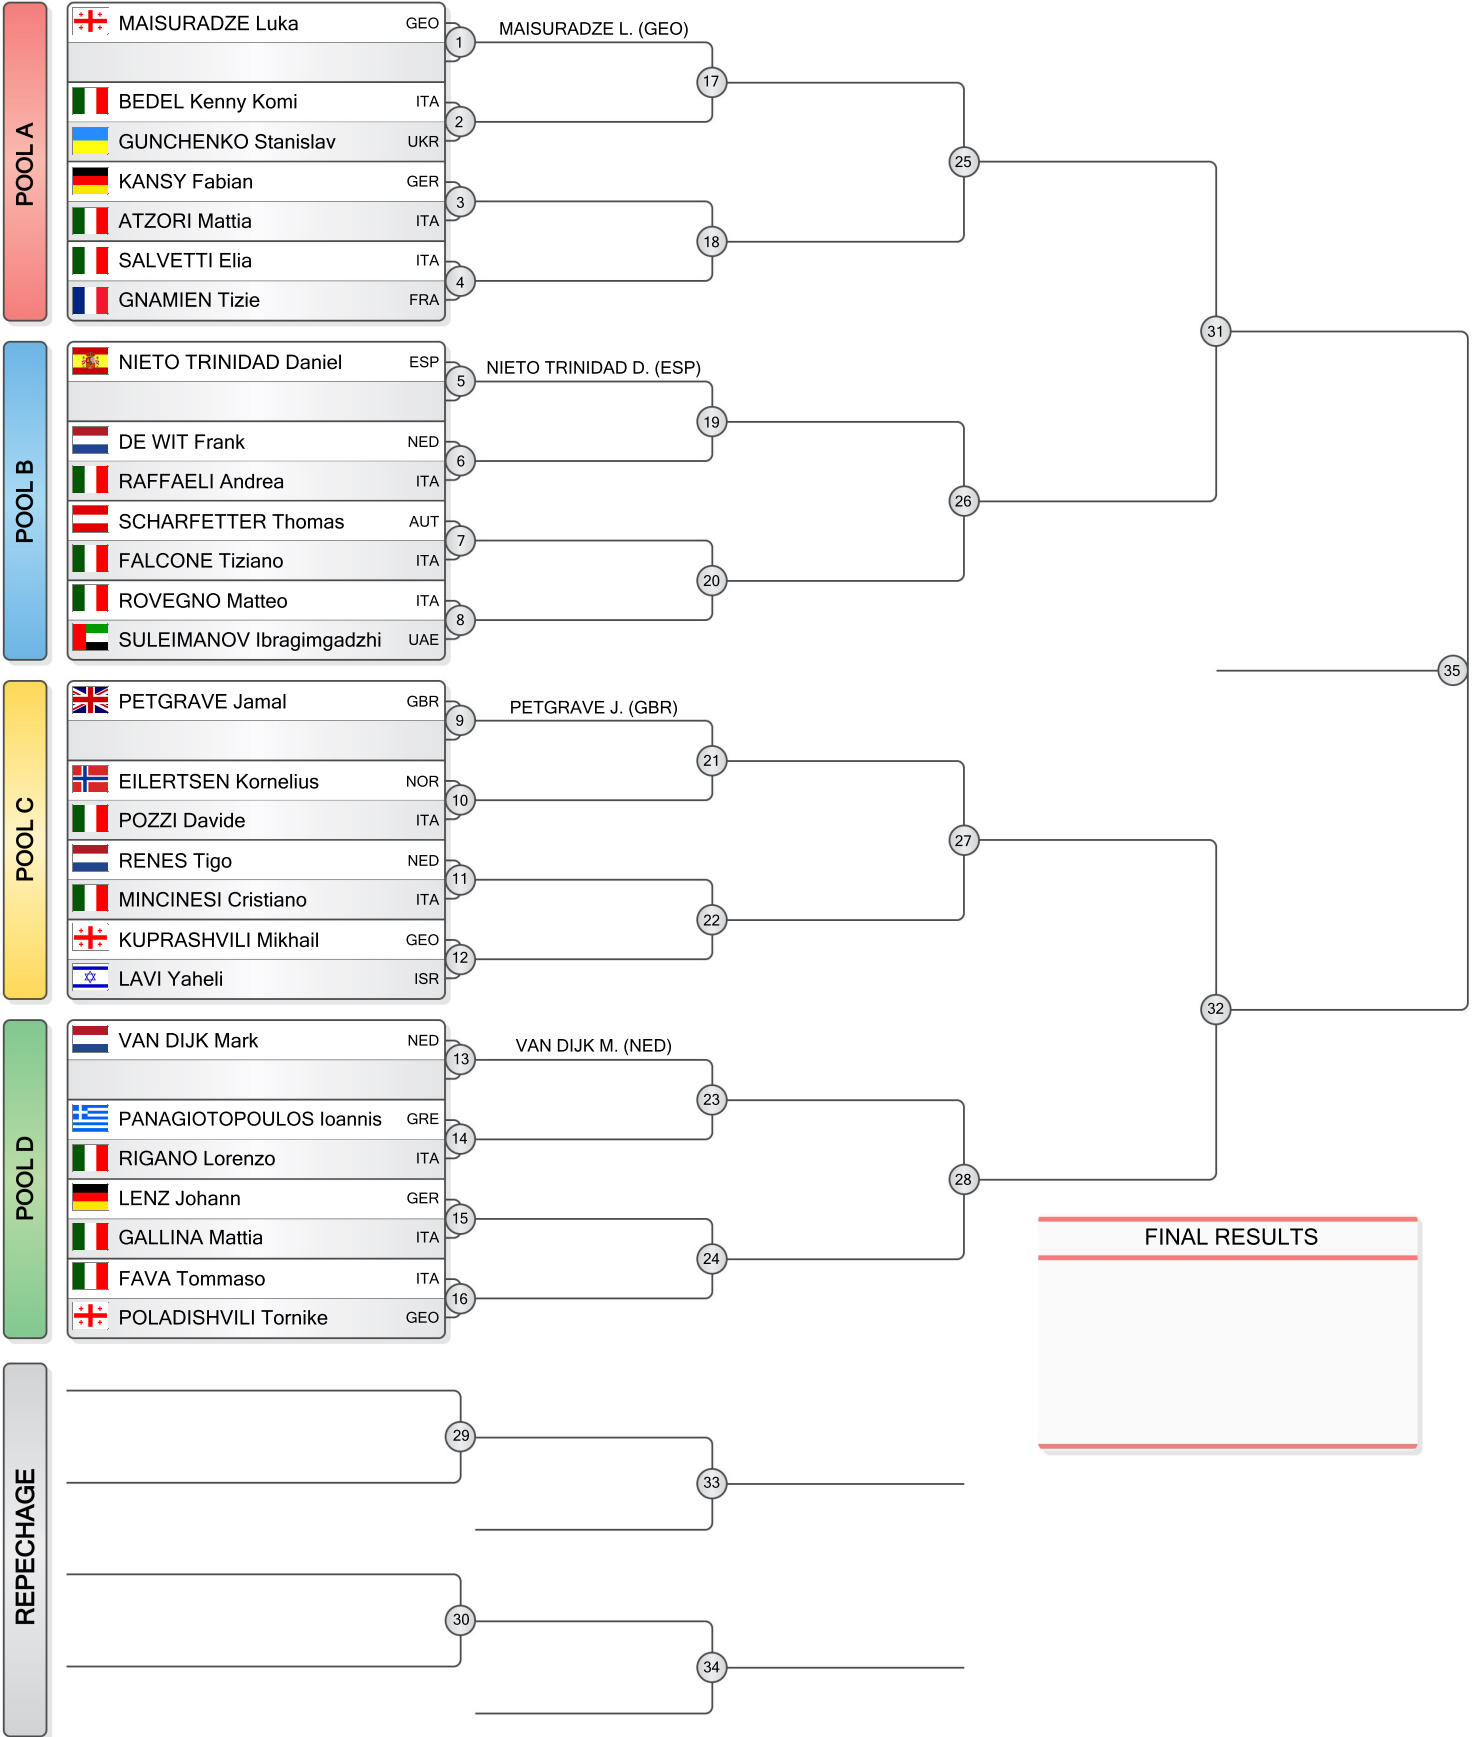 POOL A
MAISURADZE Luka GEO
1
MAISURADZE L. (GEO)
17
BEDEL Kenny Komi ITA
2
GUNCHENKO Stanislav UKR
25
KANSY Fabian GER
3
ATZORI Mattia ITA
18
SALVETTI Elia ITA
4
GNAMIEN Tizie FRA
31
POOL B
NIETO TRINIDAD Daniel ESP
5
NIETO TRINIDAD D. (ESP)
19
DE WIT Frank NED
6
RAFFAELI Andrea ITA
26
SCHARFETTER Thomas AUT
7
FALCONE Tiziano ITA
20
ROVEGNO Matteo ITA
8
SULEIMANOV Ibragimgadzhi UAE
35
POOL C
PETGRAVE Jamal GBR
9
PETGRAVE J. (GBR)
21
EILERTSEN Kornelius NOR
10
POZZI Davide ITA
27
RENES Tigo NED
11
MINCINESI Cristiano ITA
22
KUPRASHVILI Mikhail GEO
12
LAVI Yaheli ISR
32
POOL D
VAN DIJK Mark NED
13
VAN DIJK M. (NED)
23
PANAGIOTOPOULOS Ioannis GRE
14
RIGANO Lorenzo ITA
28
LENZ Johann GER
15
GALLINA Mattia ITA
24
FAVA Tommaso ITA
16
POLADISHVILI Tornike GEO
FINAL RESULTS
REPECHAGE
29
33
30
34